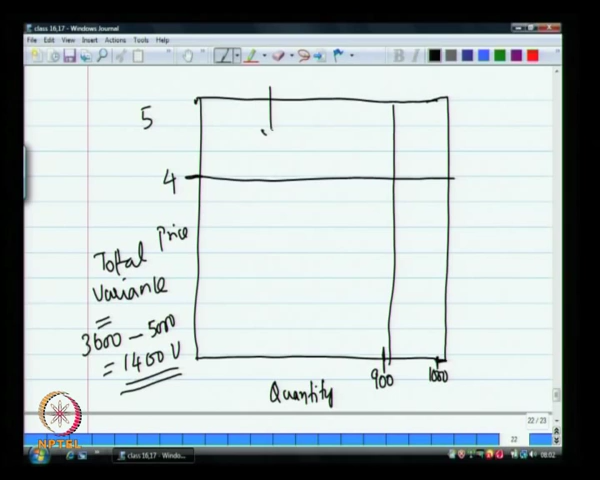 class 16,17 - Windows Journal
File Edit View Insert Actions Tools Help
5
4
Total Price
Variance
=
3600 - 5000
= 1400 U
900
1000
Quantity
NPTEL
22 / 23
22
class 16,17 - Windo...
08:02